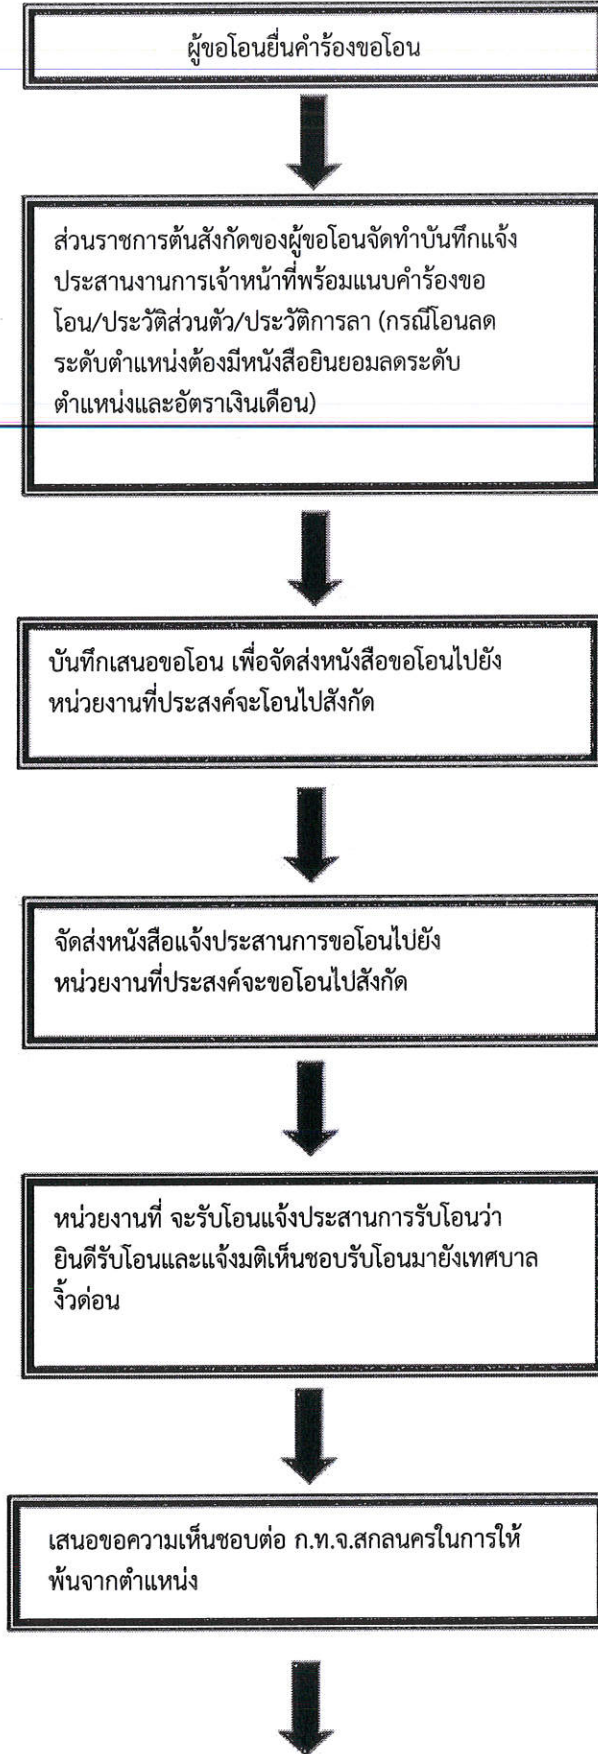 ผู้ขอโอนยื่นคำร้องขอโอน
ส่วนราชการต้นสังกัดของผู้ขอโอนจัดทำบันทึกแจ้ง
ประสานงานการเจ้าหน้าที่พร้อมแนบคำร้องขอ
โอน/ประวัติส่วนตัว/ประวัติการลา (กรณีโอนลด
ระดับตำแหน่งต้องมีหนังสือยินยอมลดระดับ
ตำแหน่งและอัตราเงินเดือน)
บันทึกเสนอขอโอน เพื่อจัดส่งหนังสือขอโอนไปยัง
หน่วยงานที่ประสงค์จะโอนไปสังกัด
จัดส่งหนังสือแจ้งประสานการขอโอนไปยัง
หน่วยงานที่ประสงค์จะขอโอนไปสังกัด
หน่วยงานที่ จะรับโอนแจ้งประสานการรับโอนว่า
ยินดีรับโอนและแจ้งมติเห็นชอบรับโอนมายังเทศบาล
งิ้วด่อน
เสนอขอความเห็นชอบต่อ ก.ท.จ.สกลนครในการให้
พ้นจากตำแหน่ง